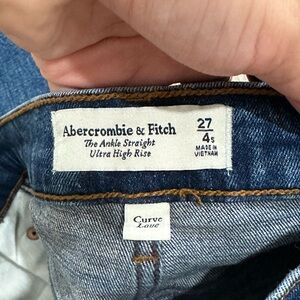 Abercrombie & Fitch
The Ankle Straight
Ultra High Rise
27
4s
MADE IN
VIETNAM
Curve
Love